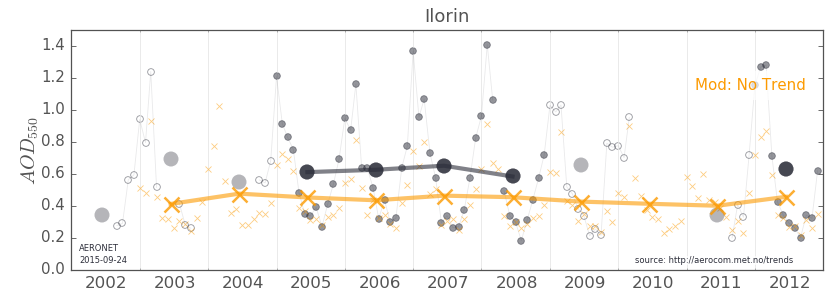 Ilorin
1.4
1.2
Mod: No Trend
1.0
0.8
AOD550
0.6
0.4
0.2
AERONET
2015-09-24
source: http://aerocom.met.no/trends
0.0
2002 2003 2004 2005 2006 2007 2008 2009 2010 2011 2012